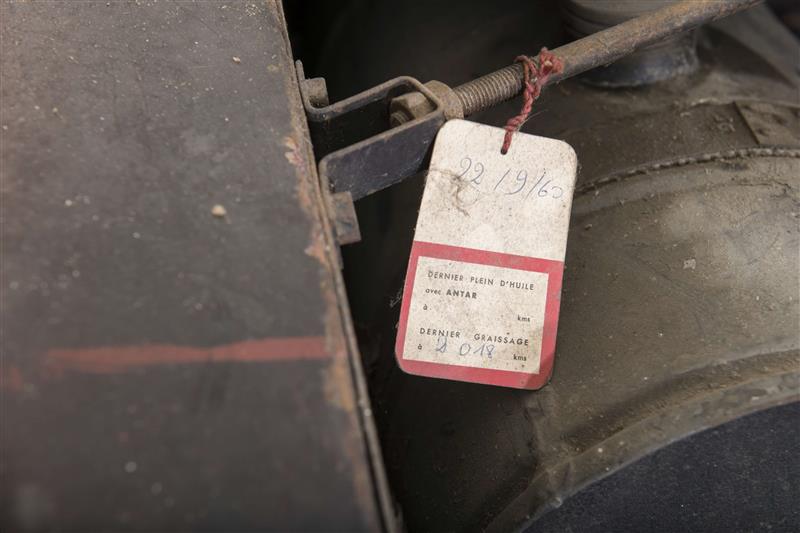 22/9/60
DERNIER PLEIN D'HUILE
avec ANTAR
à kms
DERNIER GRAISSAGE
à 2 018 kms